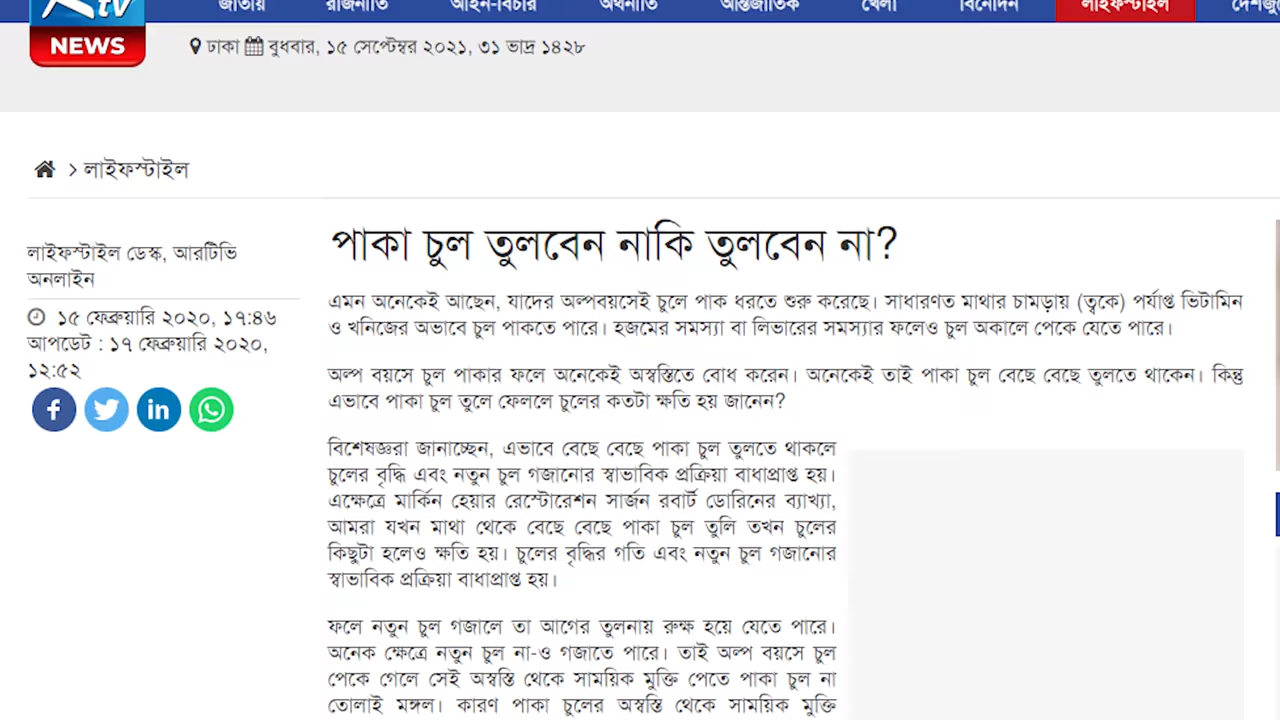 tv
NEWS
জাতীয় রাজনীতি আইন-বিচার অর্থনীতি আন্তর্জাতিক খেলা বিনোদন লাইফস্টাইল
ঢাকা বুধবার, ১৫ সেপ্টেম্বর ২০২১, ৩১ ভাদ্র ১৪২৮
> লাইফস্টাইল
লাইফস্টাইল ডেস্ক, আরটিভি
অনলাইন
১৫ ফেব্রুয়ারি ২০২০, ১৭:৪৬
আপডেট : ১৭ ফেব্রুয়ারি ২০২০,
১২:৫২
পাকা চুল তুলবেন নাকি তুলবেন না?
এমন অনেকেই আছেন, যাদের অল্পবয়সেই চুলে পাক ধরতে শুরু করেছে। সাধারণত মাথার চামড়ায় (ত্বকে) পর্যাপ্ত ভিটামিন
ও খনিজের অভাবে চুল পাকতে পারে। হজমের সমস্যা বা লিভারের সমস্যার ফলেও চুল অকালে পেকে যেতে পারে।
অল্প বয়সে চুল পাকার ফলে অনেকেই অস্বস্তিতে বোধ করেন। অনেকেই তাই পাকা চুল বেছে বেছে তুলতে থাকেন। কিন্তু
এভাবে পাকা চুল তুলে ফেললে চুলের কতটা ক্ষতি হয় জানেন?
বিশেষজ্ঞরা জানাচ্ছেন, এভাবে বেছে বেছে পাকা চুল তুলতে থাকলে
চুলের বৃদ্ধি এবং নতুন চুল গজানোর স্বাভাবিক প্রক্রিয়া বাধাপ্রাপ্ত হয়।
এক্ষেত্রে মার্কিন হেয়ার রেস্টোরেশন সার্জন রবার্ট ডোরিনের ব্যাখ্যা,
আমরা যখন মাথা থেকে বেছে বেছে পাকা চুল তুলি তখন চুলের
কিছুটা হলেও ক্ষতি হয়। চুলের বৃদ্ধির গতি এবং নতুন চুল গজানোর
স্বাভাবিক প্রক্রিয়া বাধাপ্রাপ্ত হয়।
ফলে নতুন চুল গজালে তা আগের তুলনায় রুক্ষ হয়ে যেতে পারে।
অনেক ক্ষেত্রে নতুন চুল না-ও গজাতে পারে। তাই অল্প বয়সে চুল
পেকে গেলে সেই অস্বস্তি থেকে সাময়িক মুক্তি পেতে পাকা চুল না
তোলাই মঙ্গল। কারণ পাকা চুলের অস্বস্তি থেকে সাময়িক মুক্তি